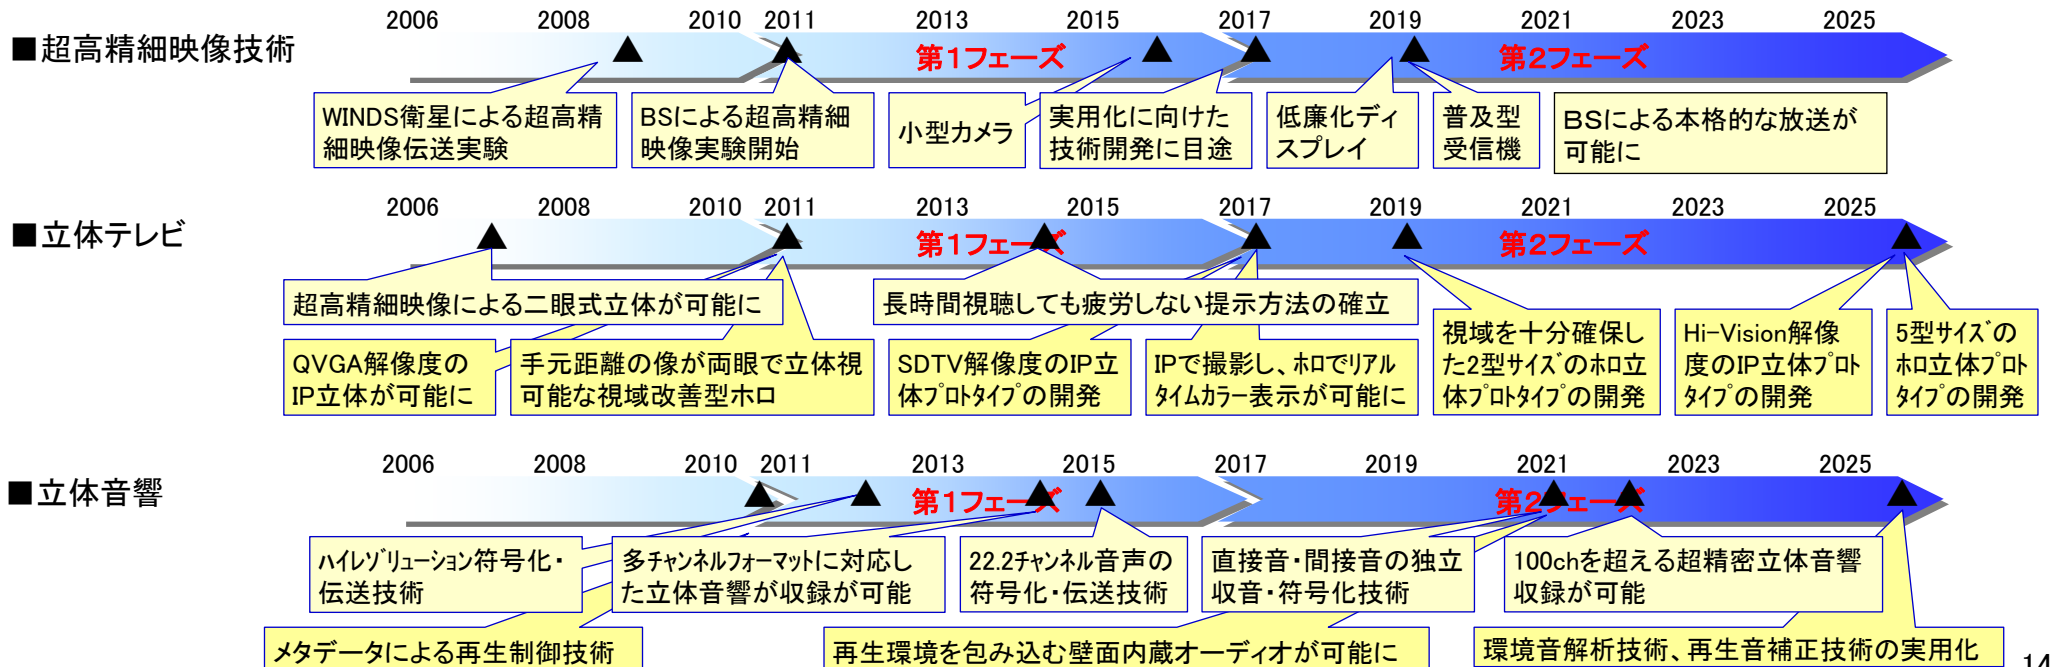 2006 2008 2010 2011 2013 2015 2017 2019 2021 2023 2025
■超高精細映像技術
第1フェーズ 第2フェーズ
WINDS衛星による超高精
細映像伝送実験
BSによる超高精細
映像実験開始
小型カメラ
実用化に向けた
技術開発に目途
低廉化ディ
スプレイ
普及型
受信機
BSによる本格的な放送が
可能に
2006 2008 2010 2011 2013 2015 2017 2019 2021 2023 2025
■立体テレビ
第1フェーズ 第2フェーズ
超高精細映像による二眼式立体が可能に
長時間視聴しても疲労しない提示方法の確立
QVGA解像度の
IP立体が可能に
手元距離の像が両眼で立体視
可能な視域改善型ホロ
SDTV解像度のIP立
体プロトタイプの開発
IPで撮影し、ホロでリアル
タイムカラー表示が可能に
視域を十分確保し
た2型サイズのホロ立
体プロトタイプの開発
Hi-Vision解像
度のIP立体プロト
タイプの開発
5型サイズの
ホロ立体プロト
タイプの開発
2006 2008 2010 2011 2013 2015 2017 2019 2021 2023 2025
■立体音響
第1フェーズ 第2フェーズ
ハイレゾリューション符号化・
伝送技術
多チャンネルフォーマットに対応し
た立体音響が収録が可能
22.2チャンネル音声の
符号化・伝送技術
直接音・間接音の独立
収音・符号化技術
100chを超える超精密立体音響
収録が可能
メタデータによる再生制御技術
再生環境を包み込む壁面内蔵オーディオが可能に
環境音解析技術、再生音補正技術の実用化
14